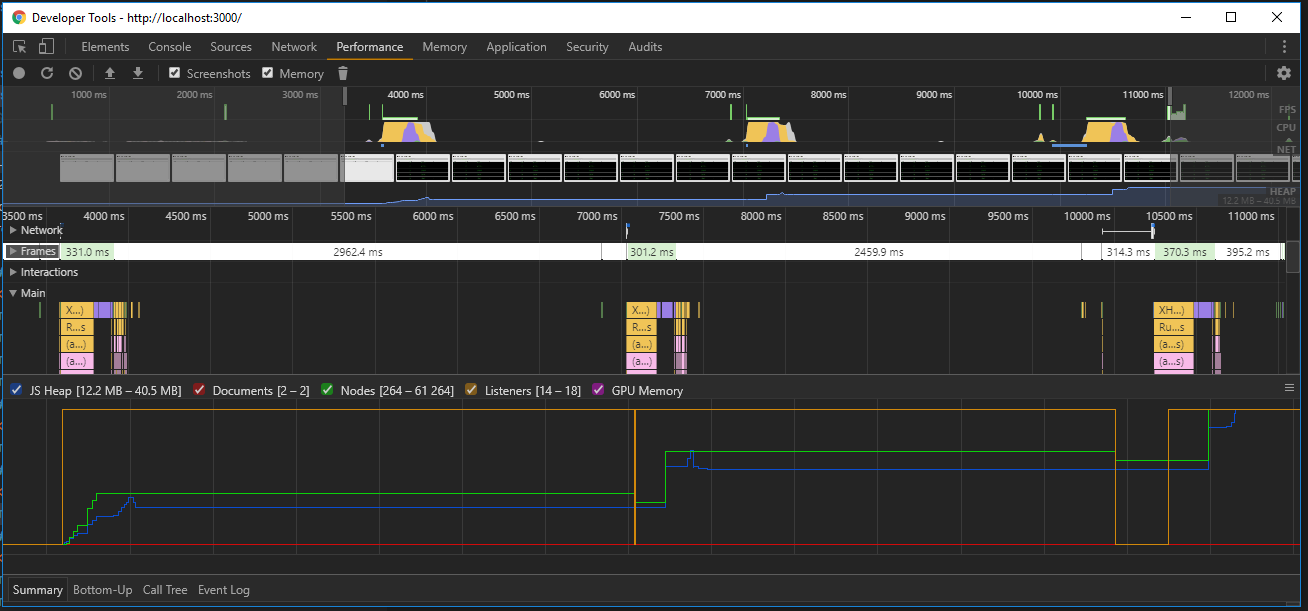 Developer Tools - http://localhost:3000/
Elements Console Sources Network Performance Memory Application Security Audits
Screenshots Memory
1000 ms 2000 ms 3000 ms 4000 ms 5000 ms 6000 ms 7000 ms 8000 ms 9000 ms 10000 ms 11000 ms 12000 ms
FPS
CPU
NET
HEAP
12.2 MB – 40.5 MB
3500 ms 4000 ms 4500 ms 5000 ms 5500 ms 6000 ms 6500 ms 7000 ms 7500 ms 8000 ms 8500 ms 9000 ms 9500 ms 10000 ms 10500 ms 11000 ms
Network
Frames 331.0 ms 2962.4 ms 301.2 ms 2459.9 ms 314.3 ms 370.3 ms 395.2 ms
Interactions
Main
X...) X...) XH...)
R...s R...s Ru...s
(a...) (a...) (a...s)
(a...) (a...) (a...s)
JS Heap [12.2 MB – 40.5 MB] Documents [2 – 2] Nodes [264 – 61 264] Listeners [14 – 18] GPU Memory
Summary Bottom-Up Call Tree Event Log